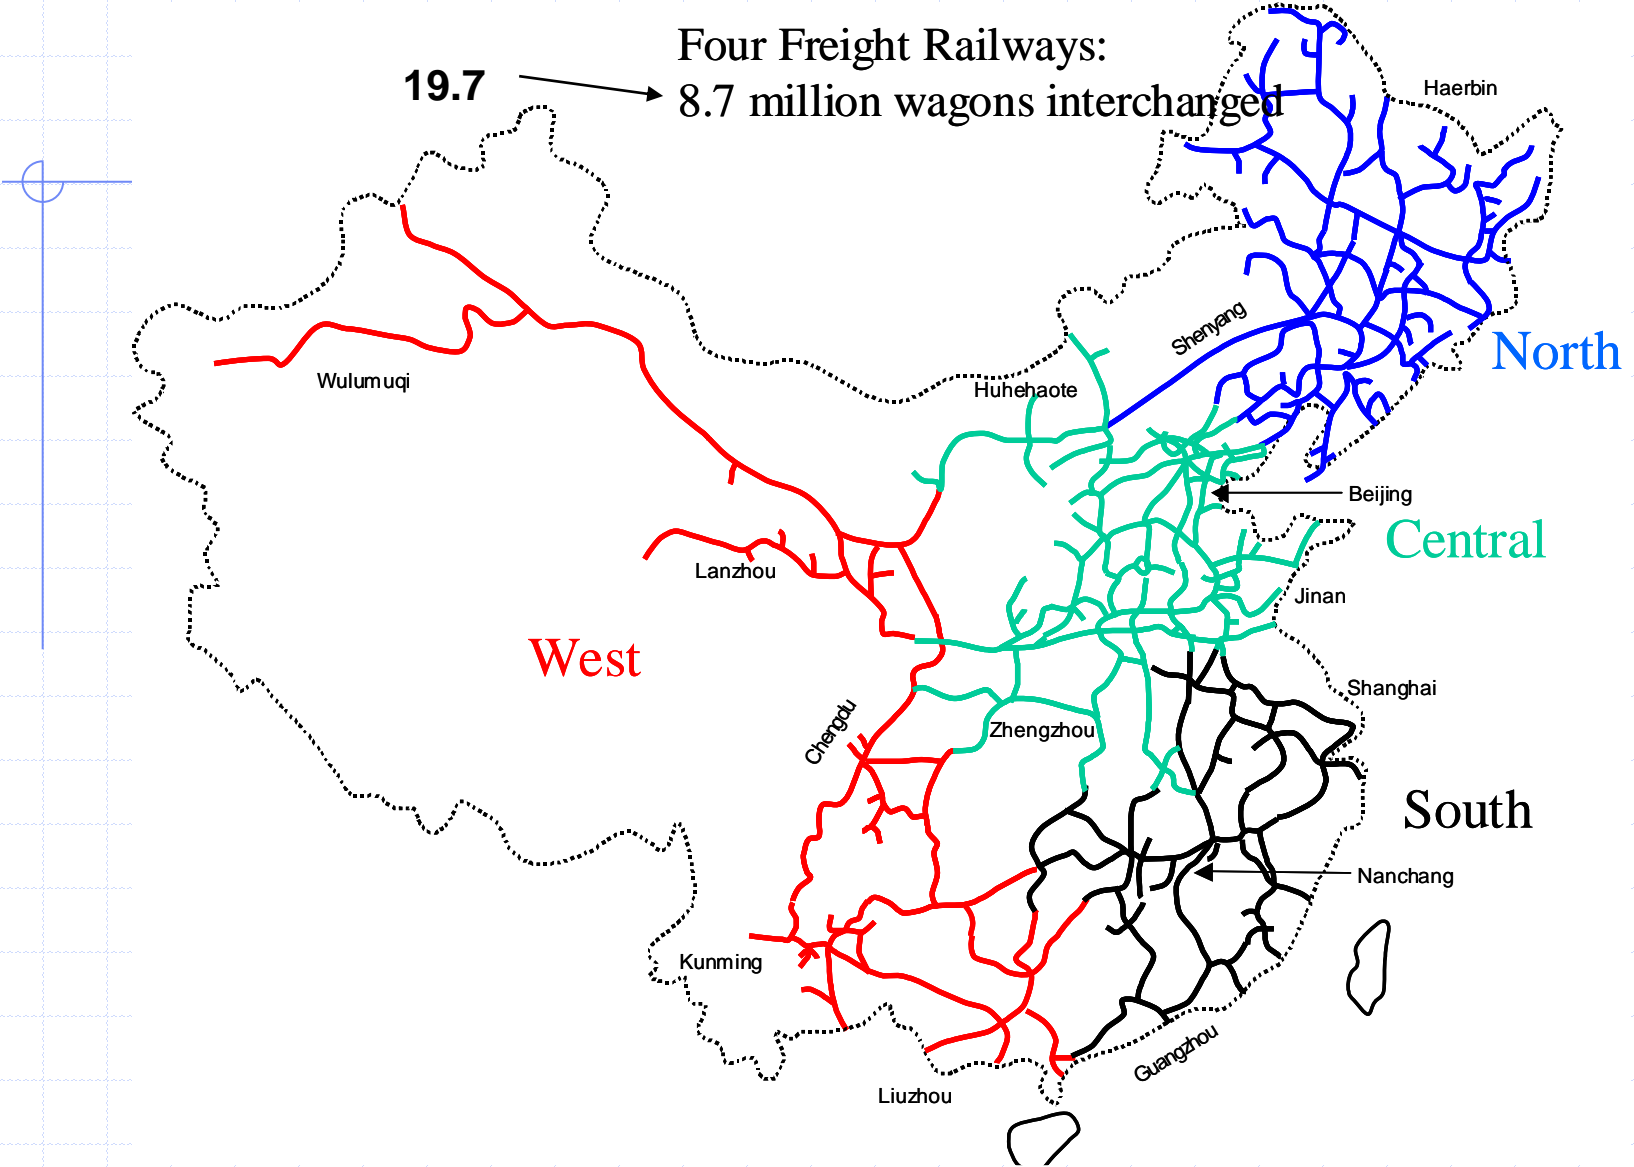 Four Freight Railways:
19.7
8.7 million wagons interchanged
Haerbin
Shenyang
North
Wulumuqi
Huhehaote
Beijing
Central
Lanzhou
Jinan
West
Shanghai
Chengdu
Zhengzhou
South
Nanchang
Kunming
Guangzhou
Liuzhou